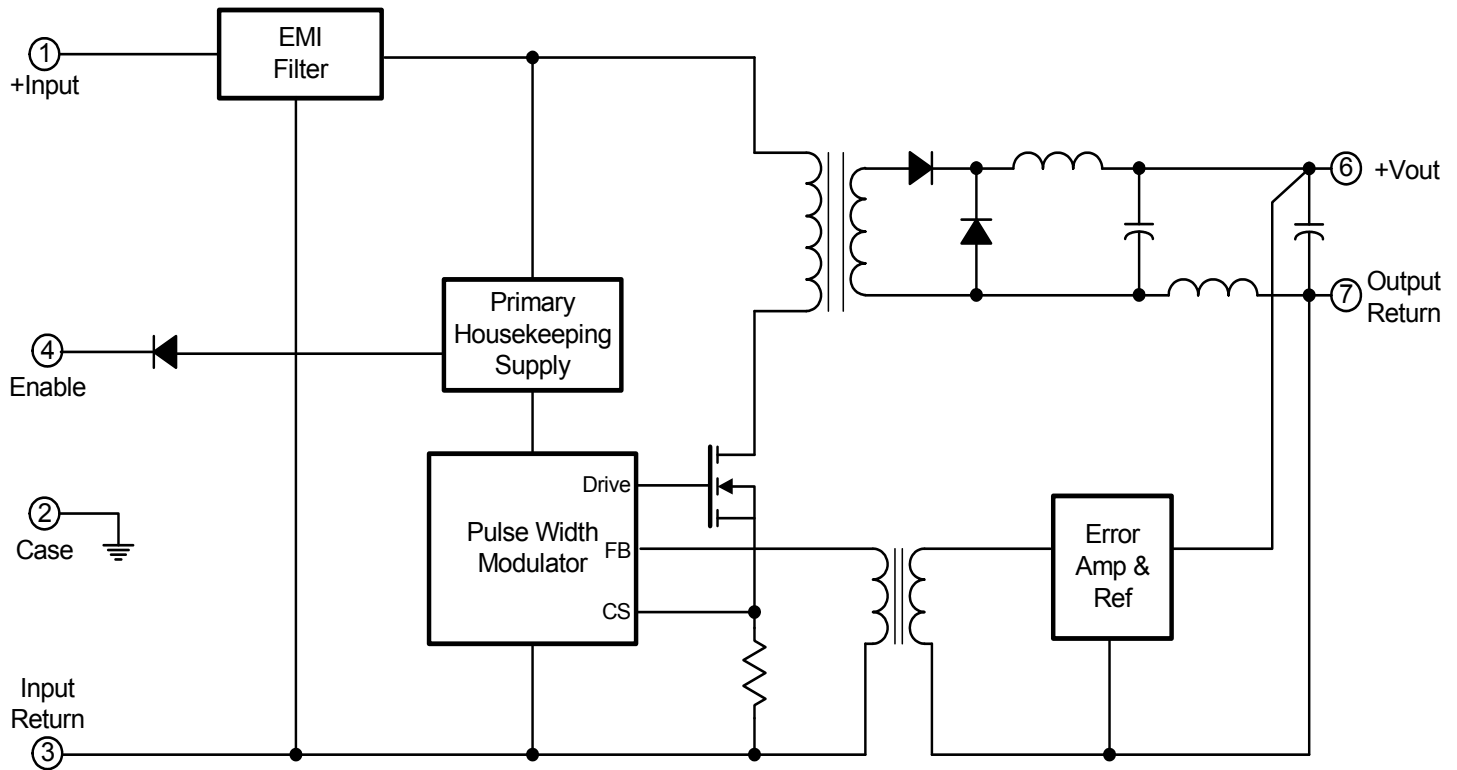 EMI
Filter
1
+Input
6
+Vout
7
Output
Return
Primary
Housekeeping
Supply
4
Enable
Drive
Pulse Width
Modulator
FB
CS
2
Case
Error
Amp &
Ref
Input
Return
3